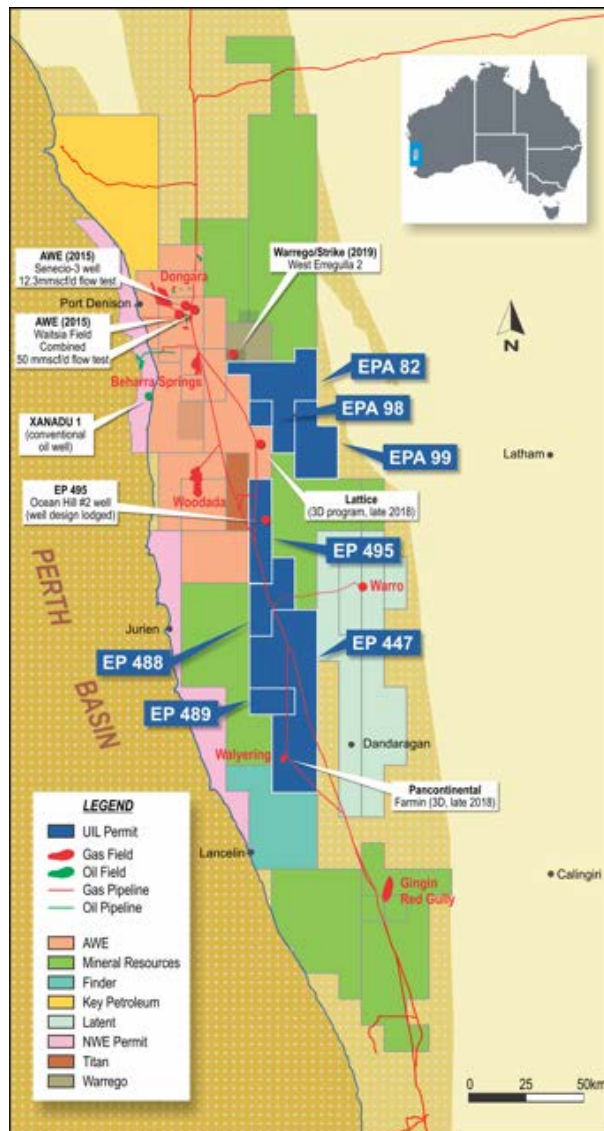 AWE (2015)
Senecio-3 well
12.3mmscf/d flow test
Warrego/Strike (2019)
West Erregulla 2
Dongara
Port Denison
AWE (2015)
Waitsia Field
Combined
50 mmscf/d flow test
N
Beharra Springs
EPA 82
EPA 98
EPA 99
XANADU 1
(conventional
oil well)
Latham
Woodada
EP 495
Ocean Hill #2 well
(well design lodged)
Lattice
(3D program, late 2018)
EP 495
PERTH
BASIN
Warro
Jurien
EP 488
EP 447
EP 489
Dandaragan
Walyering
Pancontinental
Farmin (3D, late 2018)
LEGEND
UIL Permit
Gas Field
Oil Field
Gas Pipeline
Oil Pipeline
AWE
Mineral Resources
Finder
Key Petroleum
Latent
NWE Permit
Titan
Warrego
Lancelin
Gingin
Red Gully
Calingiri
0 25 50km